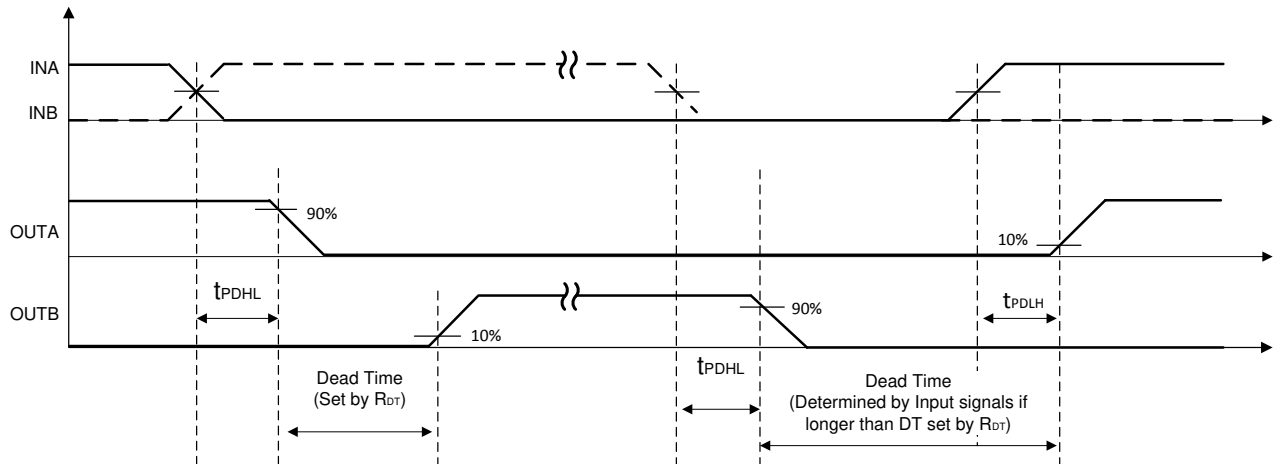 INA
INB
OUTA
90%
10%
tPDHL
tPDLH
OUTB
10%
90%
tPDHL
Dead Time
(Set by RDT)
Dead Time
(Determined by Input signals if
longer than DT set by RDT)